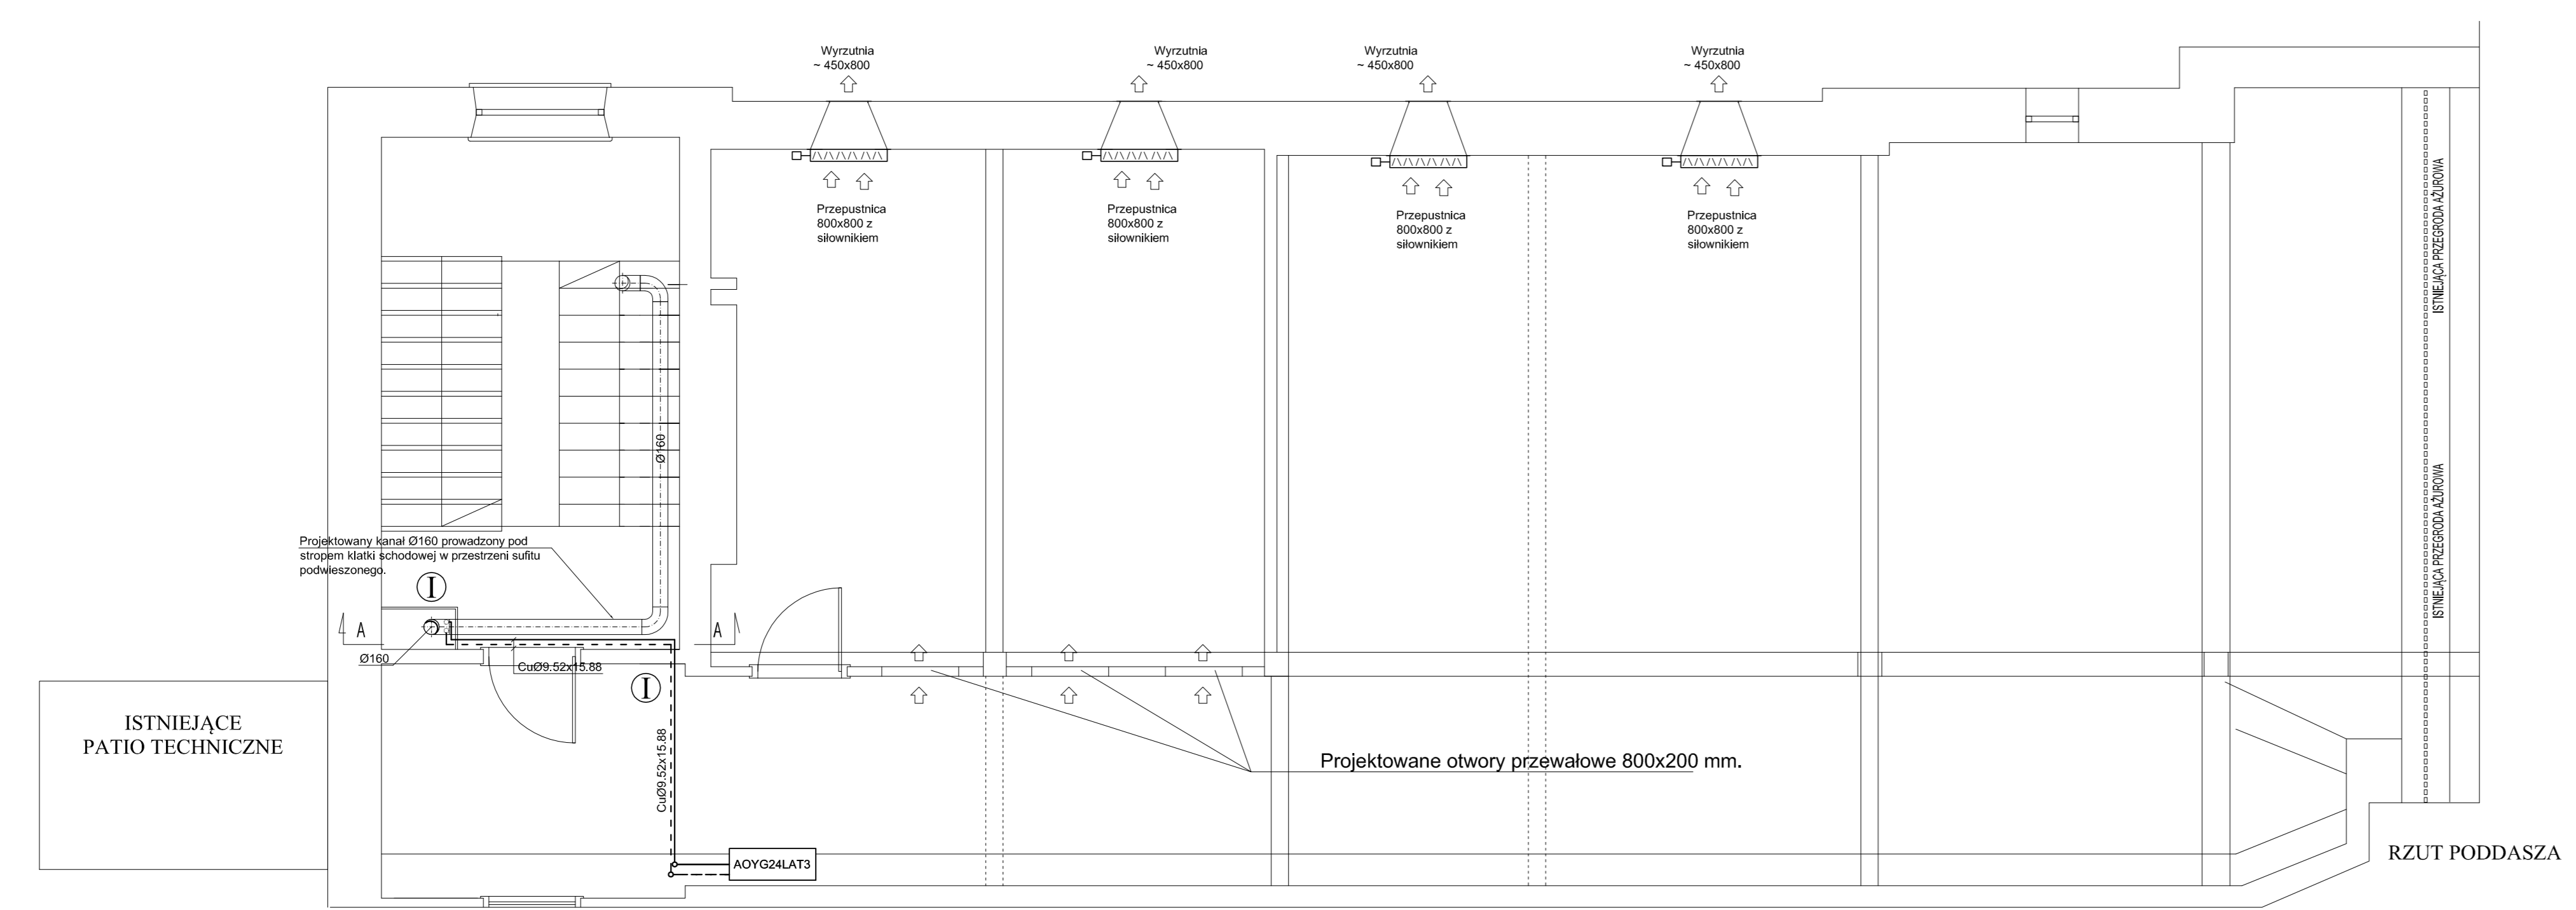 Wyrzutnia
~ 450x800
Wyrzutnia
~ 450x800
Wyrzutnia
~ 450x800
Wyrzutnia
~ 450x800
Przepustnica
800x800 z
siłownikiem
Przepustnica
800x800 z
siłownikiem
Przepustnica
800x800 z
siłownikiem
Przepustnica
800x800 z
siłownikiem
ISTNIEJĄCA PRZEGRODA AŻUROWA
ISTNIEJĄCA PRZEGRODA AŻUROWA
Ø160
Projektowany kanał Ø160 prowadzony pod
stropem klatki schodowej w przestrzeni sufitu
podwieszonego.
I
A
A
Ø160
CuØ9.52x15.88
I
CuØ9.52x15.88
ISTNIEJĄCE
PATIO TECHNICZNE
Projektowane otwory przewałowe 800x200 mm.
AOYG24LAT3
RZUT PODDASZA